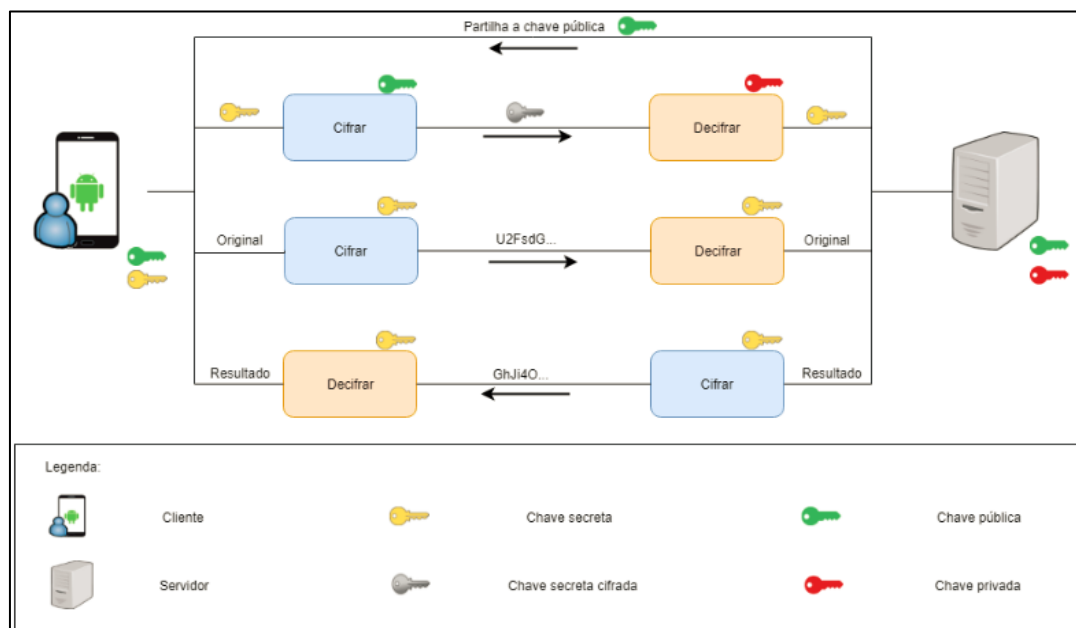 Partilha a chave pública
Cifrar
Decifrar
Original
Cifrar
U2FsdG...
Decifrar
Original
Resultado
Decifrar
GhJi4O...
Cifrar
Resultado
Legenda:
Cliente
Chave secreta
Chave pública
Servidor
Chave secreta cifrada
Chave privada